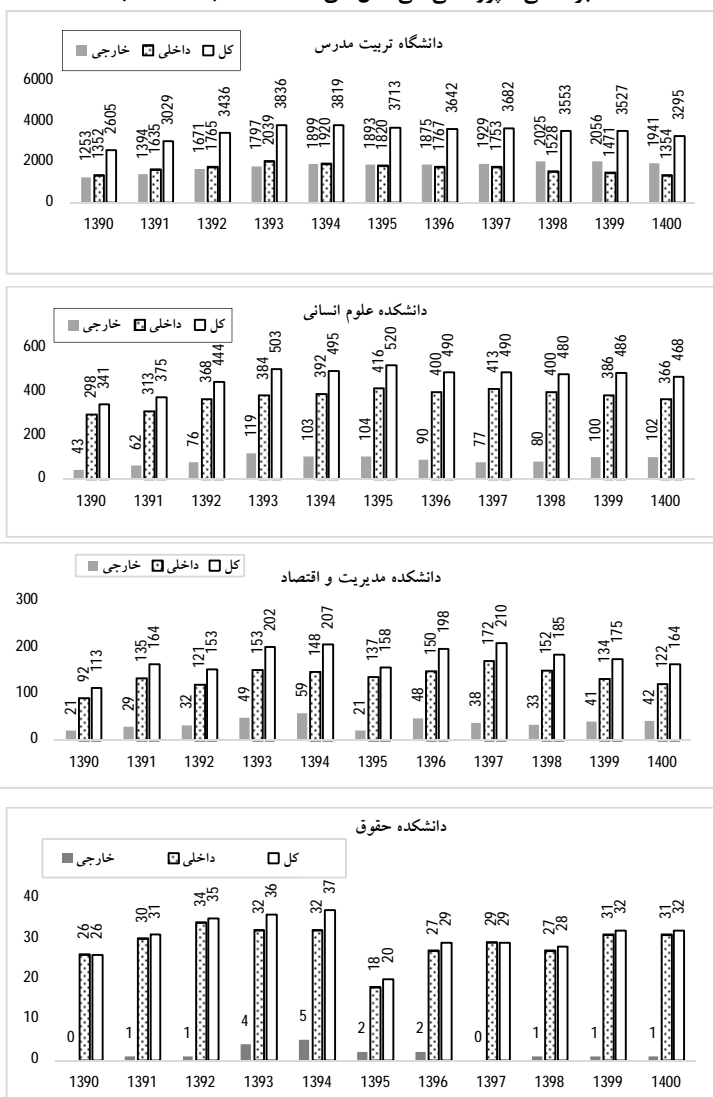 دانشگاه تربیت مدرس
کل داخلی خارجی
6000
4000
2000
0
1253 1352 2605 1394 1635 3029 1671 1765 3436 1797 2039 3836 1899 1920 3819 1893 1820 3713 1875 1767 3642 1929 1753 3682 2025 1528 3553 2056 1471 3527 1941 1354 3295
1390 1391 1392 1393 1394 1395 1396 1397 1398 1399 1400
دانشکده علوم انسانی
کل داخلی خارجی
600
400
200
0
43 298 341 62 313 375 76 368 444 119 384 503 103 392 495 104 416 520 90 400 490 77 413 490 80 400 480 100 386 486 102 366 468
1390 1391 1392 1393 1394 1395 1396 1397 1398 1399 1400
کل داخلی خارجی
دانشکده مدیریت و اقتصاد
300
200
100
0
21 92 113 29 135 164 32 121 153 49 153 202 59 148 207 21 137 158 48 150 198 38 172 210 33 152 185 41 134 175 42 122 164
1390 1391 1392 1393 1394 1395 1396 1397 1398 1399 1400
دانشکده حقوق
کل داخلی خارجی
40
30
20
10
0
0 26 26 1 30 31 1 34 35 4 32 36 5 32 37 2 18 20 2 27 29 0 29 29 1 27 28 1 31 32 1 31 32
1390 1391 1392 1393 1394 1395 1396 1397 1398 1399 1400